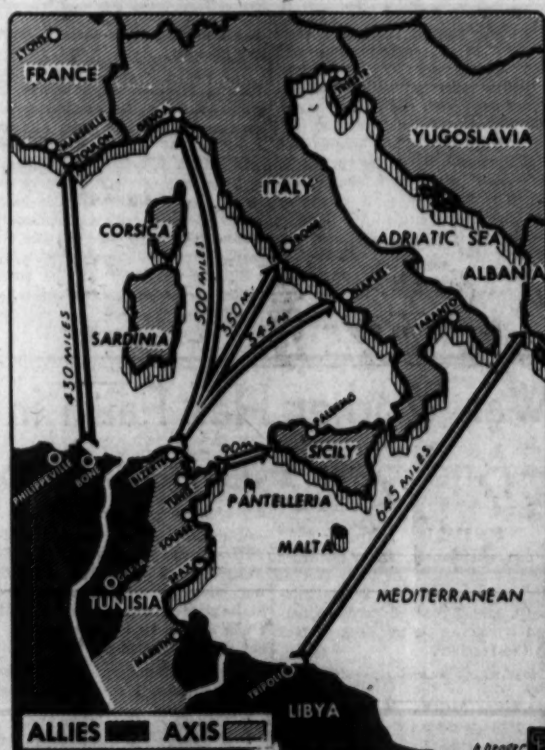 LYONS
FRANCE
TRIESTE
MARSEILLE
TOULON
GENOA
YUGOSLAVIA
ITALY
CORSICA
ROME
ADRIATIC SEA
ALBANIA
500 MILES
350 M.
345 M
NAPLES
TARANTO
SARDINIA
430 MILES
PALERMO
SICILY
90 M
PHILIPPEVILLE
BONE
BIZERTE
TUNIS
PANTELLERIA
SOUSSE
MALTA
645 MILES
GAFSA
SFAX
TUNISIA
MEDITERRANEAN
MARETH
TRIPOLI
LIBYA
ALLIES AXIS